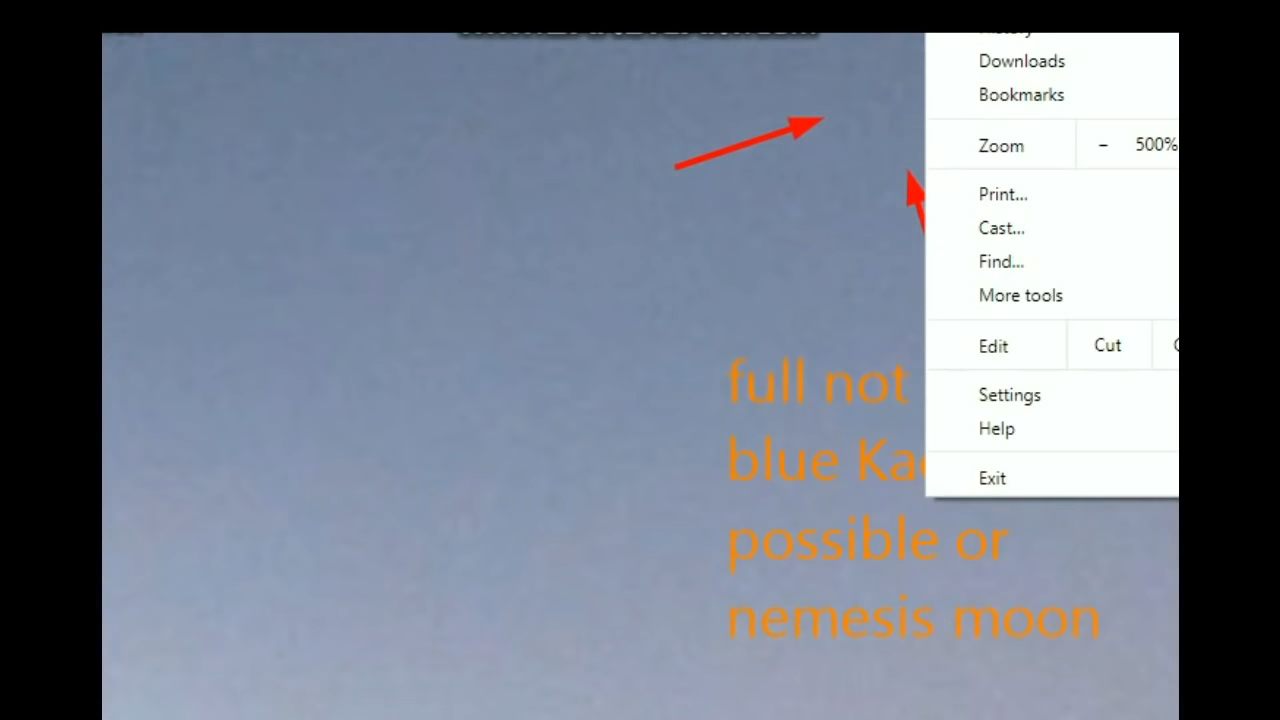 History
Downloads
Bookmarks
Zoom - 500%
Print...
Cast...
Find...
More tools
Edit Cut
Settings
Help
Exit
full not
blue
possible or
nemesis moon